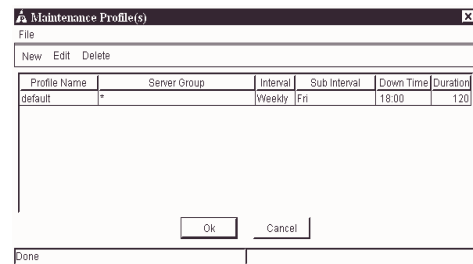 Maintenance Profile(s)
File
New Edit Delete
Profile Name Server Group Interval Sub Interval Down Time Duration
default * Weekly Fri 18:00 120
Ok Cancel
Done